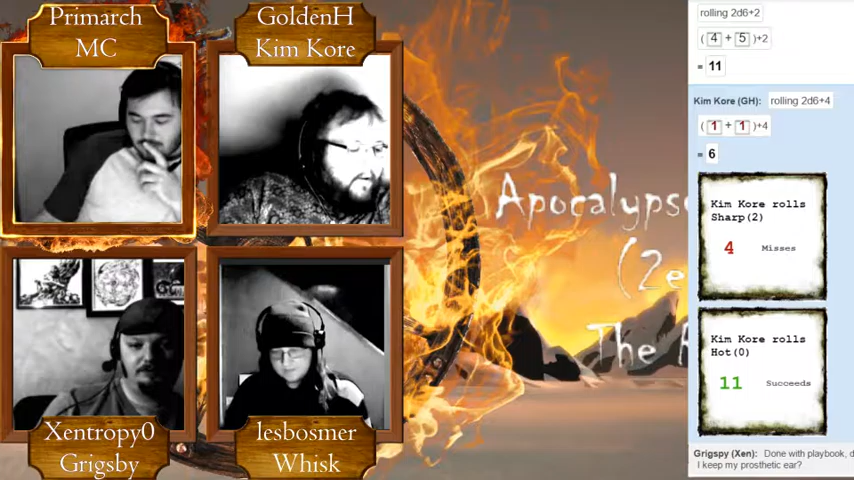 Primarch
MC
GoldenH
Kim Kore
Xentropy0
Grigsby
lesbosmer
Whisk
Apocalypse
(2e
The
rolling 2d6+2
(4 + 5)+2
= 11
Kim Kore (GH): rolling 2d6+4
(1 + 1)+4
= 6
Kim Kore rolls
Sharp(2)
4 Misses
Kim Kore rolls
Hot(0)
11 Succeeds
Grigspy (Xen): Done with playbook, d
I keep my prosthetic ear?